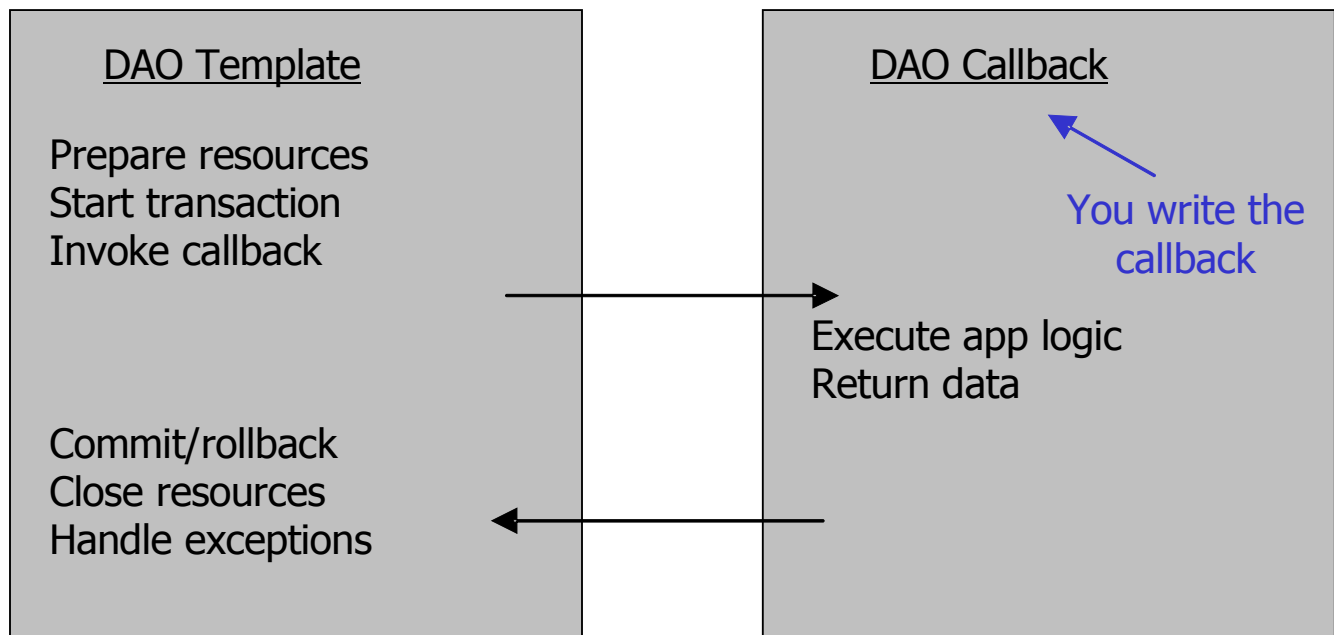 DAO Template
Prepare resources
Start transaction
Invoke callback
Commit/rollback
Close resources
Handle exceptions
DAO Callback
You write the
callback
Execute app logic
Return data